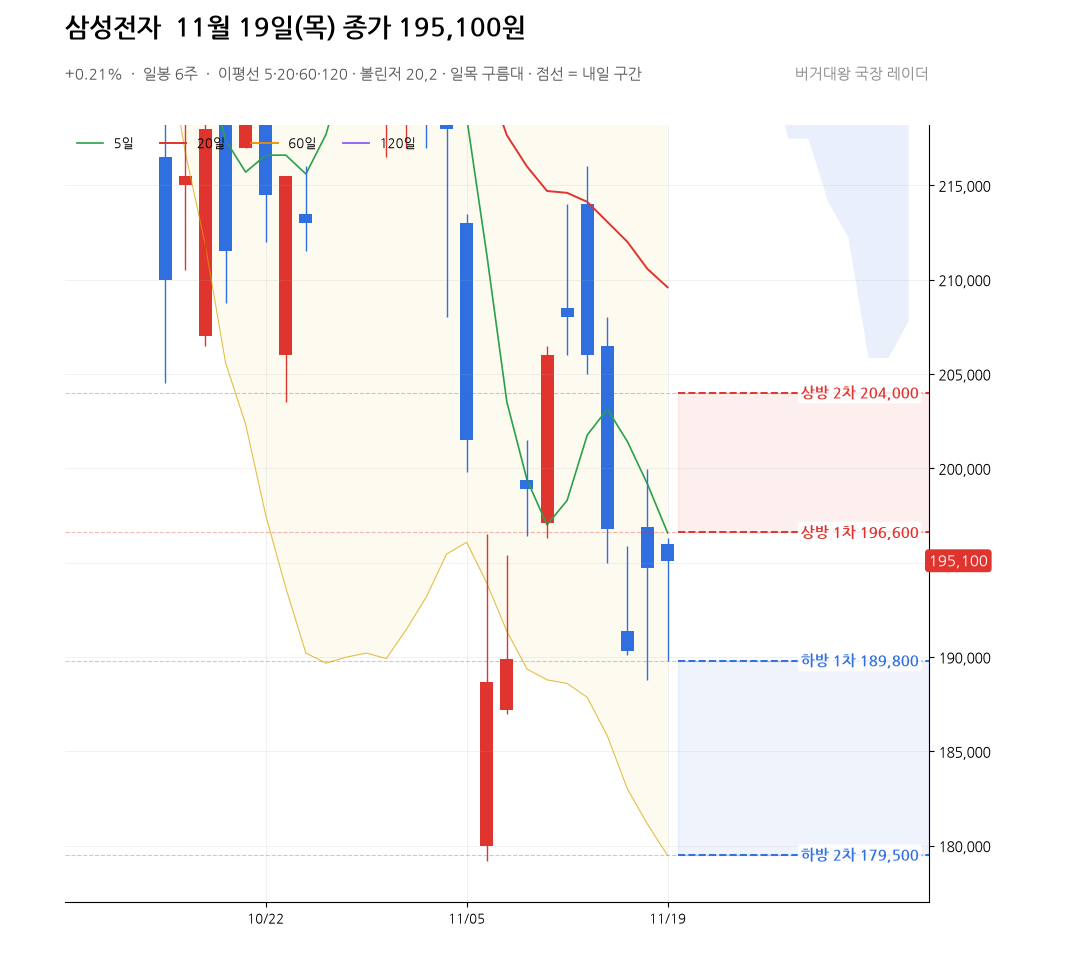 삼성전자 11월 19일(목) 종가 195,100원
+0.21% · 일봉 6주 · 이평선 5·20·60·120 · 볼린저 20,2 · 일목 구름대 · 점선 = 내일 구간
버거대왕 국장 레이더
5일 20일 60일 120일
215,000
210,000
205,000
상방 2차 204,000
200,000
상방 1차 196,600
195,100
190,000
하방 1차 189,800
185,000
180,000
하방 2차 179,500
10/22 11/05 11/19